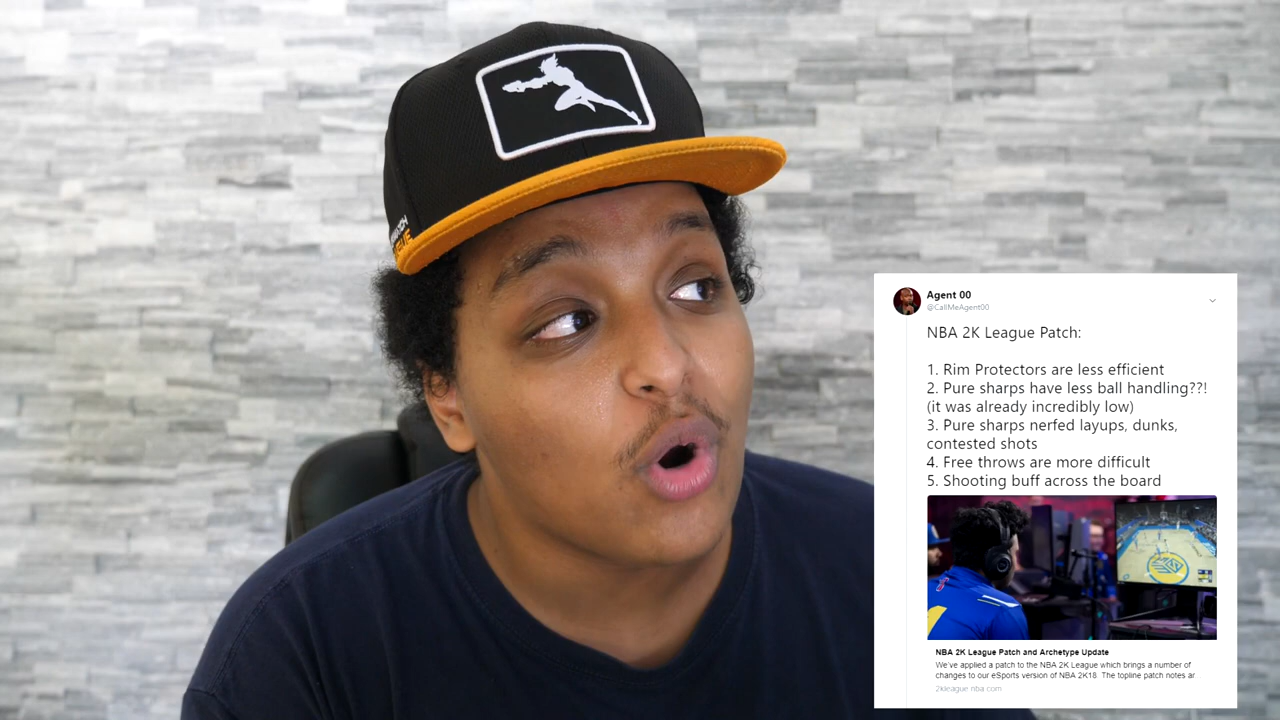 Agent 00
@CallMeAgent00
NBA 2K League Patch:
1. Rim Protectors are less efficient
2. Pure sharps have less ball handling??!
(it was already incredibly low)
3. Pure sharps nerfed layups, dunks,
contested shots
4. Free throws are more difficult
5. Shooting buff across the board
NBA 2K League Patch and Archetype Update
We've applied a patch to the NBA 2K League which brings a number of
changes to our eSports version of NBA 2K18. The topline patch notes ar
2kleague.nba.com